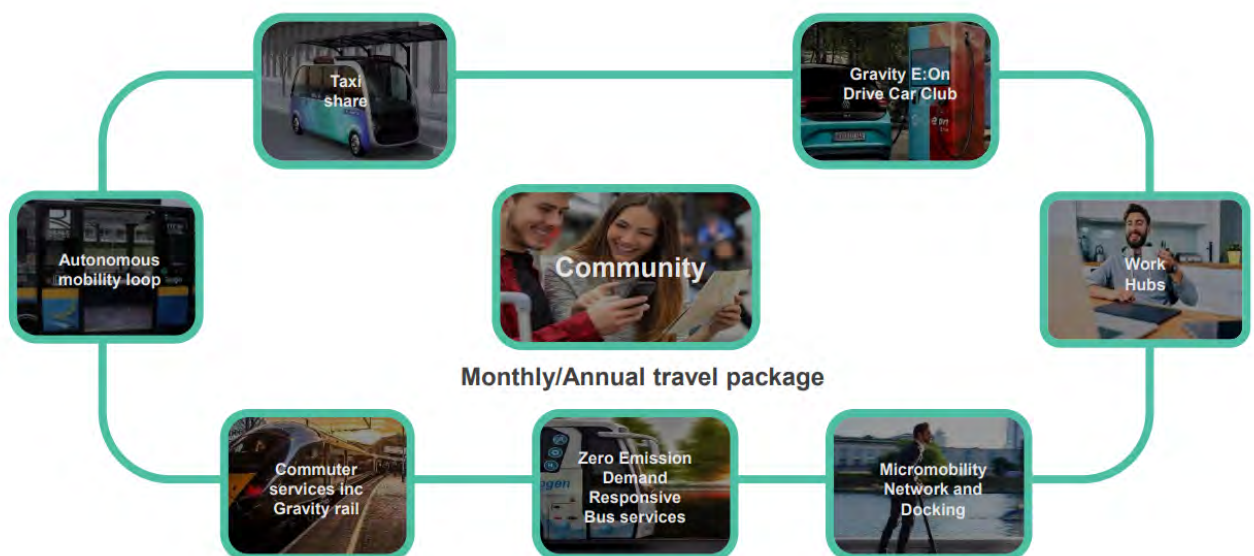 Taxi
share
Gravity E:On
Drive Car Club
Autonomous
mobility loop
Community
Work
Hubs
Monthly/Annual travel package
Commuter
services inc
Gravity rail
Zero Emission
Demand
Responsive
Bus services
ogen
Micromobility
Network and
Docking